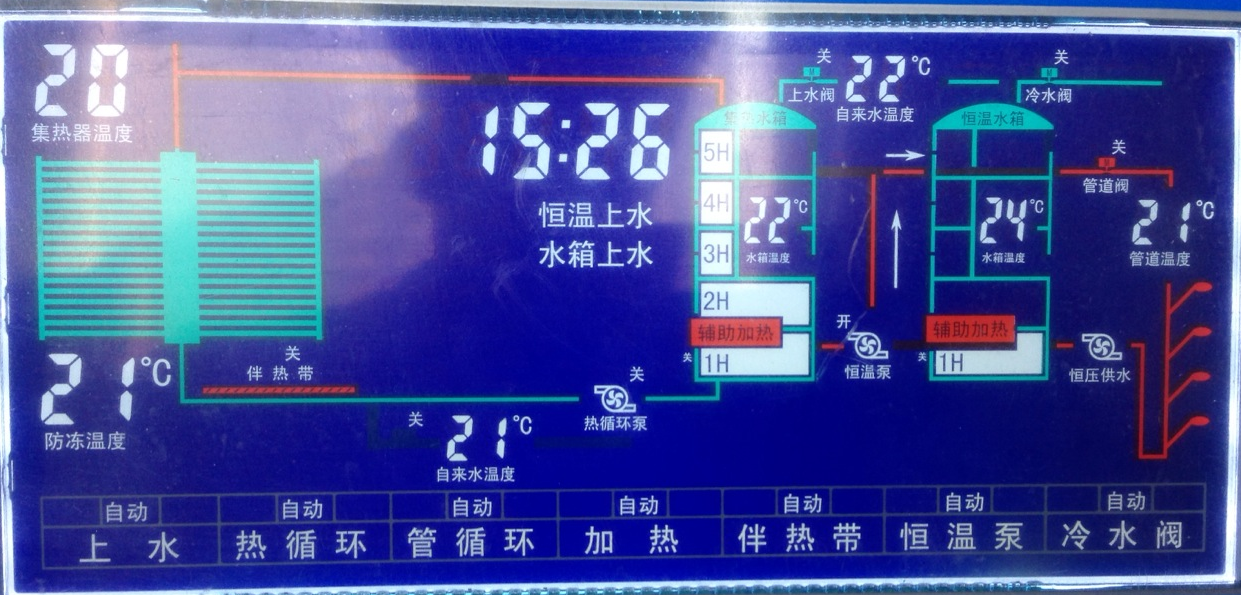 20
集热器温度
15:26
恒温上水
水箱上水
关
上水阀
22℃
自来水温度
关
冷水阀
集热水箱
5H
4H
3H
2H
辅助加热
关
1H
22℃
水箱温度
恒温水箱
24℃
水箱温度
辅助加热
关
1H
关
管道阀
21℃
管道温度
开
恒温泵
恒压供水
关
伴热带
21℃
防冻温度
关
热循环泵
关
21℃
自来水温度
自动 自动 自动 自动 自动 自动 自动
上水 热循环 管循环 加热 伴热带 恒温泵 冷水阀